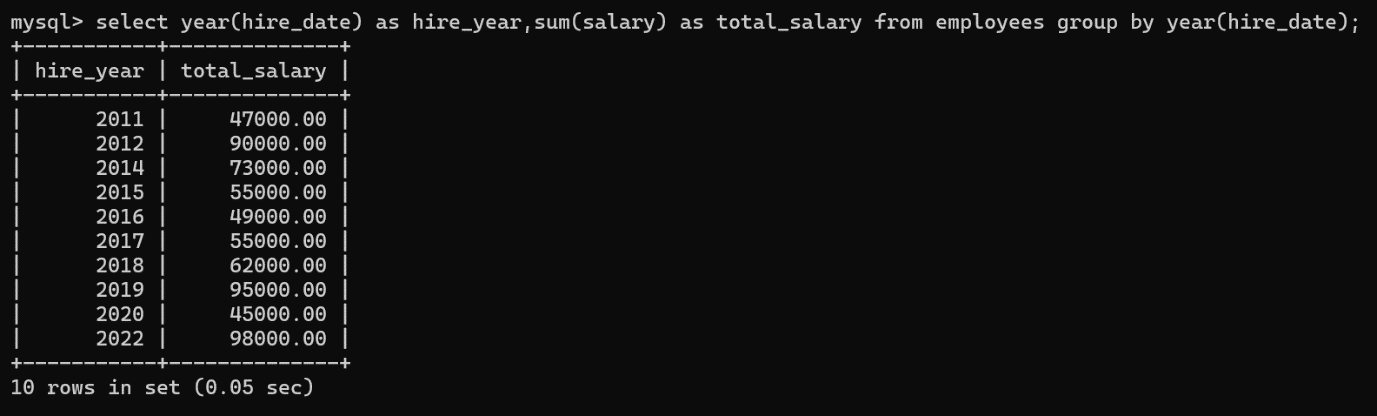 mysql> select year(hire_date) as hire_year,sum(salary) as total_salary from employees group by year(hire_date);
+-----------+--------------+
| hire_year | total_salary |
+-----------+--------------+
|      2011 |     47000.00 |
|      2012 |     90000.00 |
|      2014 |     73000.00 |
|      2015 |     55000.00 |
|      2016 |     49000.00 |
|      2017 |     55000.00 |
|      2018 |     62000.00 |
|      2019 |     95000.00 |
|      2020 |     45000.00 |
|      2022 |     98000.00 |
+-----------+--------------+
10 rows in set (0.05 sec)